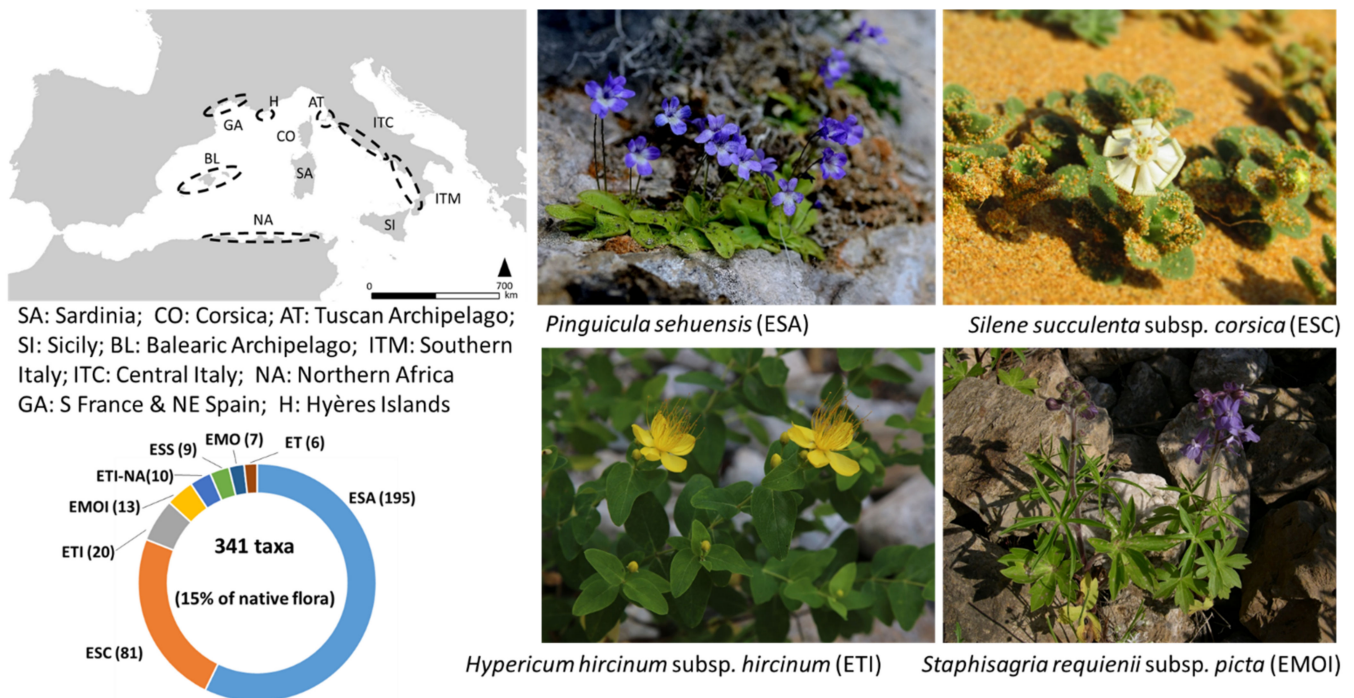 H
AT
GA
CO
ITC
BL
SA
ITM
NA
SI
0
700
km
SA: Sardinia; CO: Corsica; AT: Tuscan Archipelago;
SI: Sicily; BL: Balearic Archipelago; ITM: Southern
Italy; ITC: Central Italy; NA: Northern Africa
GA: S France & NE Spain; H: Hyères Islands
EMO (7)
ET (6)
ESS (9)
ETI-NA(10)
ESA (195)
EMOI (13)
ETI (20)
341 taxa
(15% of native flora)
ESC (81)
Pinguicula sehuensis (ESA)
Silene succulenta subsp. corsica (ESC)
Hypericum hircinum subsp. hircinum (ETI)
Staphisagria requienii subsp. picta (EMOI)